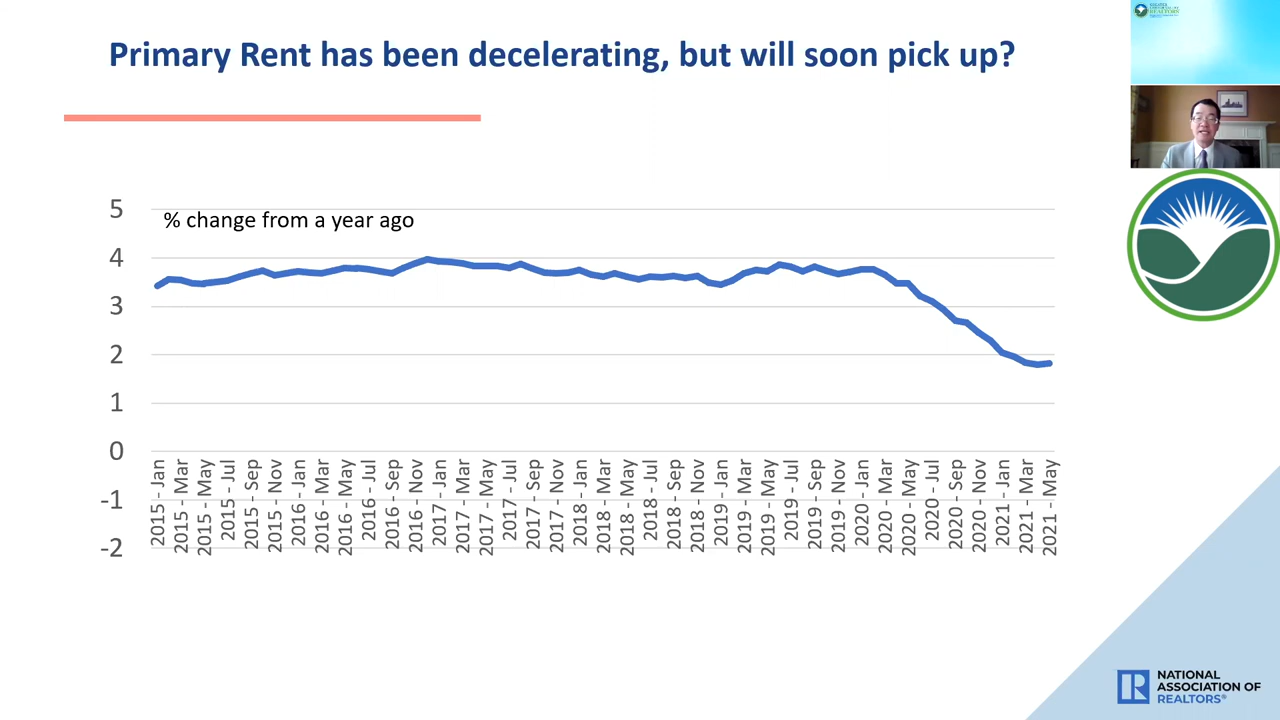 Primary Rent has been decelerating, but will soon pick up?
REALTORS
% change from a year ago
5
4
3
2
1
0
-1
-2
2015 - Jan
2015 - Mar
2015 - May
2015 - Jul
2015 - Sep
2015 - Nov
2016 - Jan
2016 - Mar
2016 - May
2016 - Jul
2016 - Sep
2016 - Nov
2017 - Jan
2017 - Mar
2017 - May
2017 - Jul
2017 - Sep
2017 - Nov
2018 - Jan
2018 - Mar
2018 - May
2018 - Jul
2018 - Sep
2018 - Nov
2019 - Jan
2019 - Mar
2019 - May
2019 - Jul
2019 - Sep
2019 - Nov
2020 - Jan
2020 - Mar
2020 - May
2020 - Jul
2020 - Sep
2020 - Nov
2021 - Jan
2021 - Mar
2021 - May
NATIONAL
ASSOCIATION OF
REALTORS®